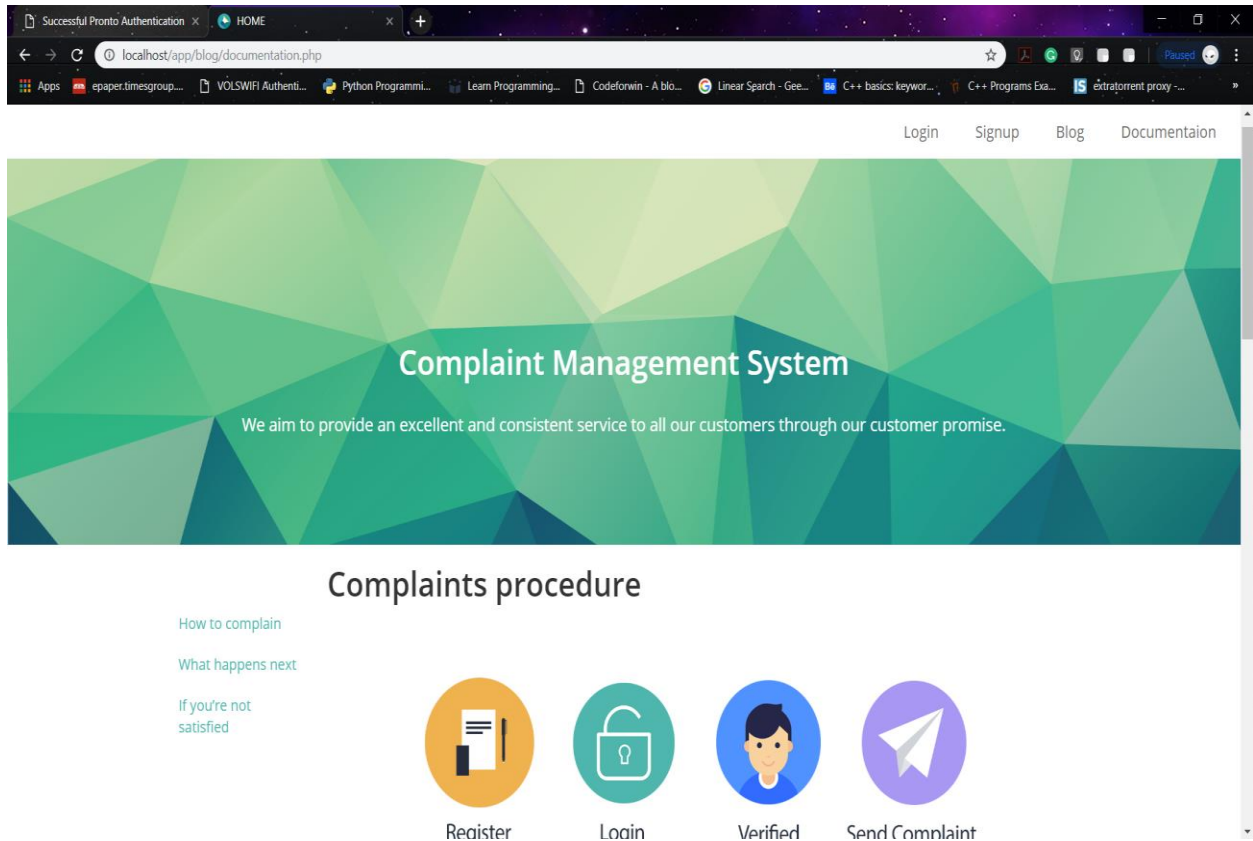 Successful Pronto Authentication
HOME
localhost/app/blog/documentation.php
Paused
Apps
epaper.timesgroup....
VOLSWIFI Authenti...
Python Programmi...
Learn Programming...
Codeforwin - A blo...
Linear Search - Gee...
C++ basics: keywor...
C++ Programs Exa...
extratorrent proxy -...
Login
Signup
Blog
Documentaion
Complaint Management System
We aim to provide an excellent and consistent service to all our customers through our customer promise.
Complaints procedure
How to complain
What happens next
If you're not
satisfied
Register
Login
Verified
Send Complaint